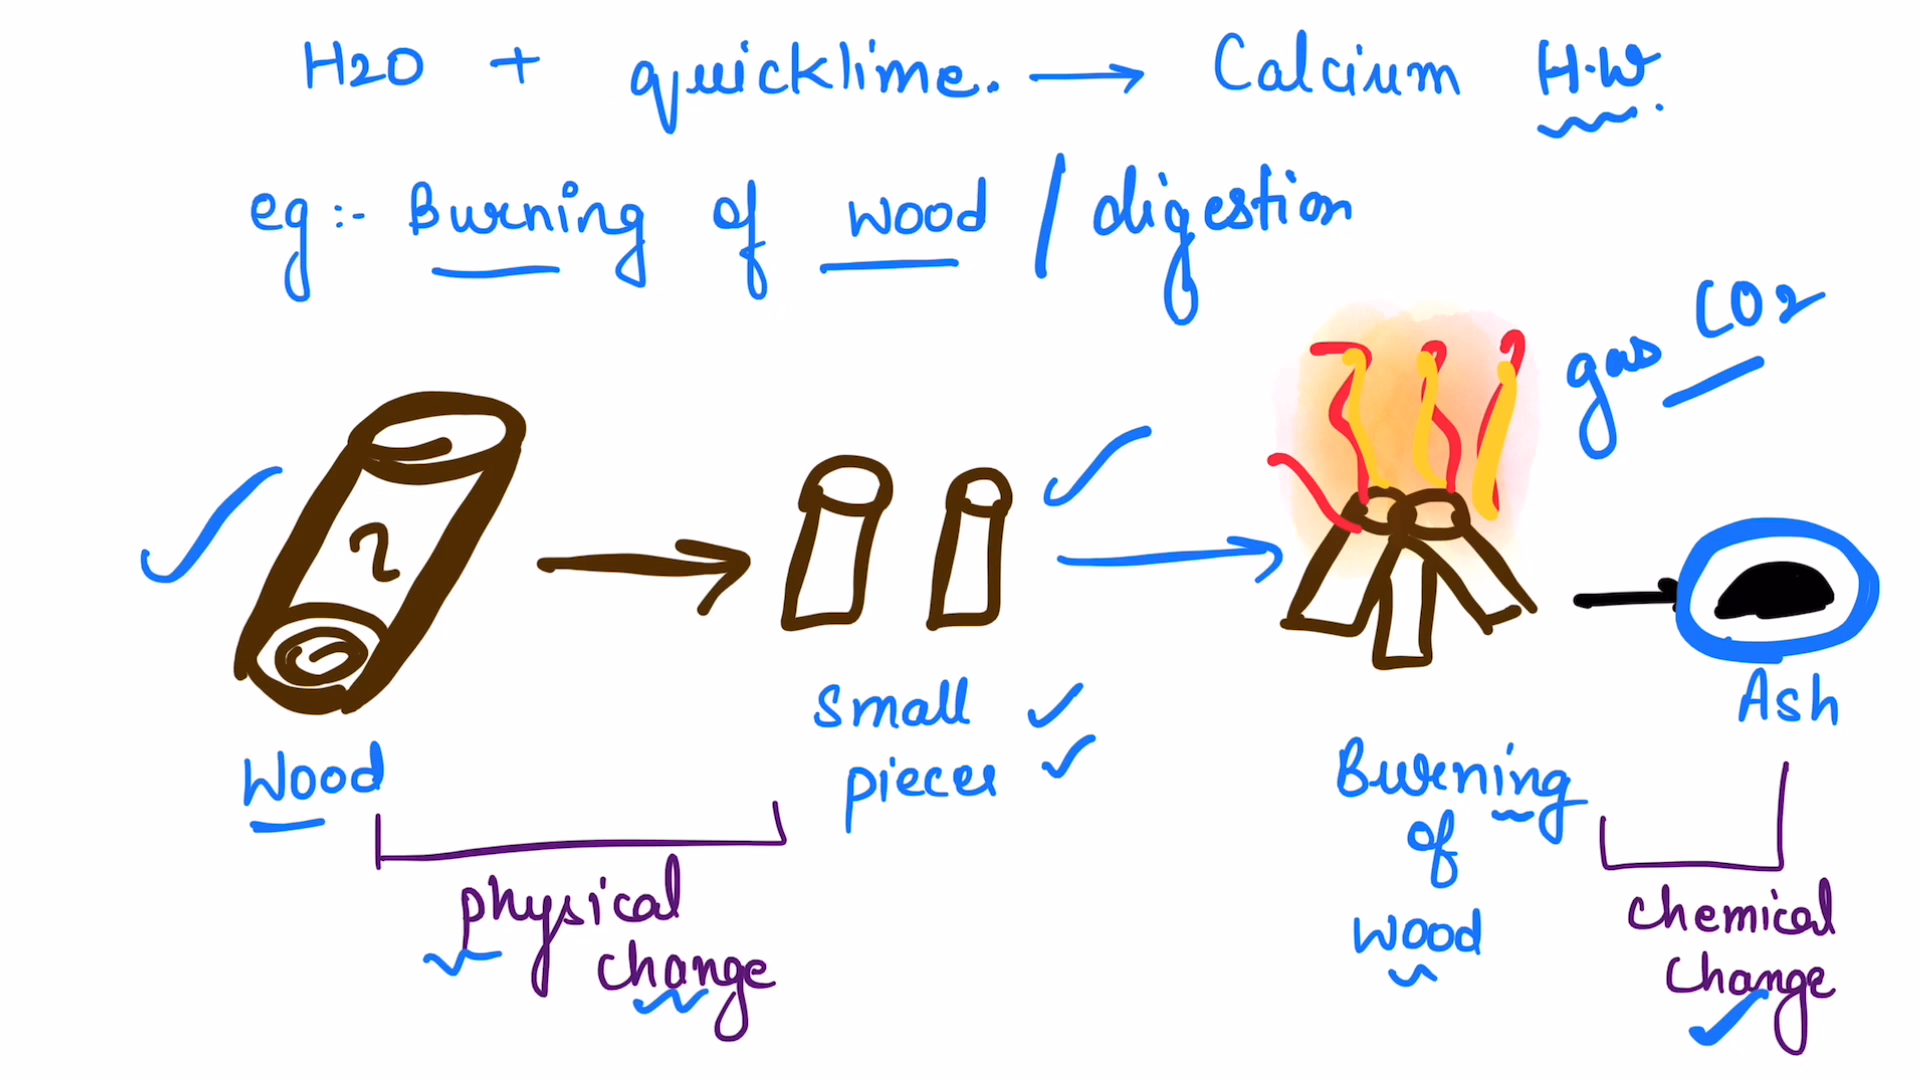 H2O + quicklime. → Calcium H.W.
eg:- Burning of wood / digestion
gas CO2
Ash
Wood
Small
pieces
Burning
of
wood
physical
change
chemical
change